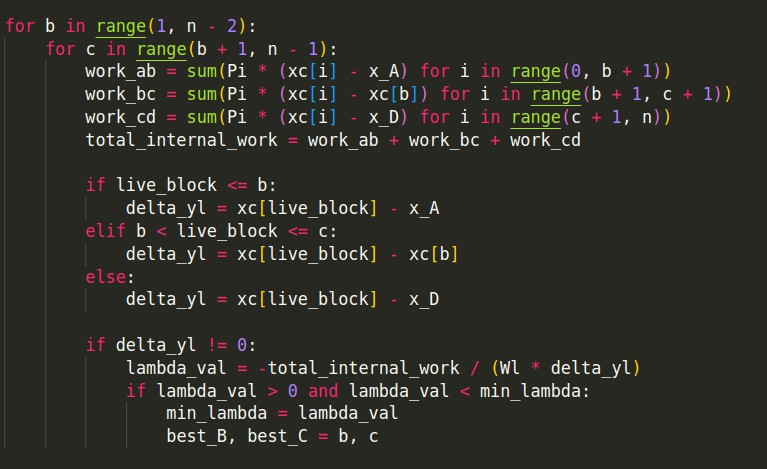 for b in range(1, n - 2):
    for c in range(b + 1, n - 1):
        work_ab = sum(Pi * (xc[i] - x_A) for i in range(0, b + 1))
        work_bc = sum(Pi * (xc[i] - xc[b]) for i in range(b + 1, c + 1))
        work_cd = sum(Pi * (xc[i] - x_D) for i in range(c + 1, n))
        total_internal_work = work_ab + work_bc + work_cd

        if live_block <= b:
            delta_yl = xc[live_block] - x_A
        elif b < live_block <= c:
            delta_yl = xc[live_block] - xc[b]
        else:
            delta_yl = xc[live_block] - x_D

        if delta_yl != 0:
            lambda_val = -total_internal_work / (Wl * delta_yl)
            if lambda_val > 0 and lambda_val < min_lambda:
                min_lambda = lambda_val
                best_B, best_C = b, c